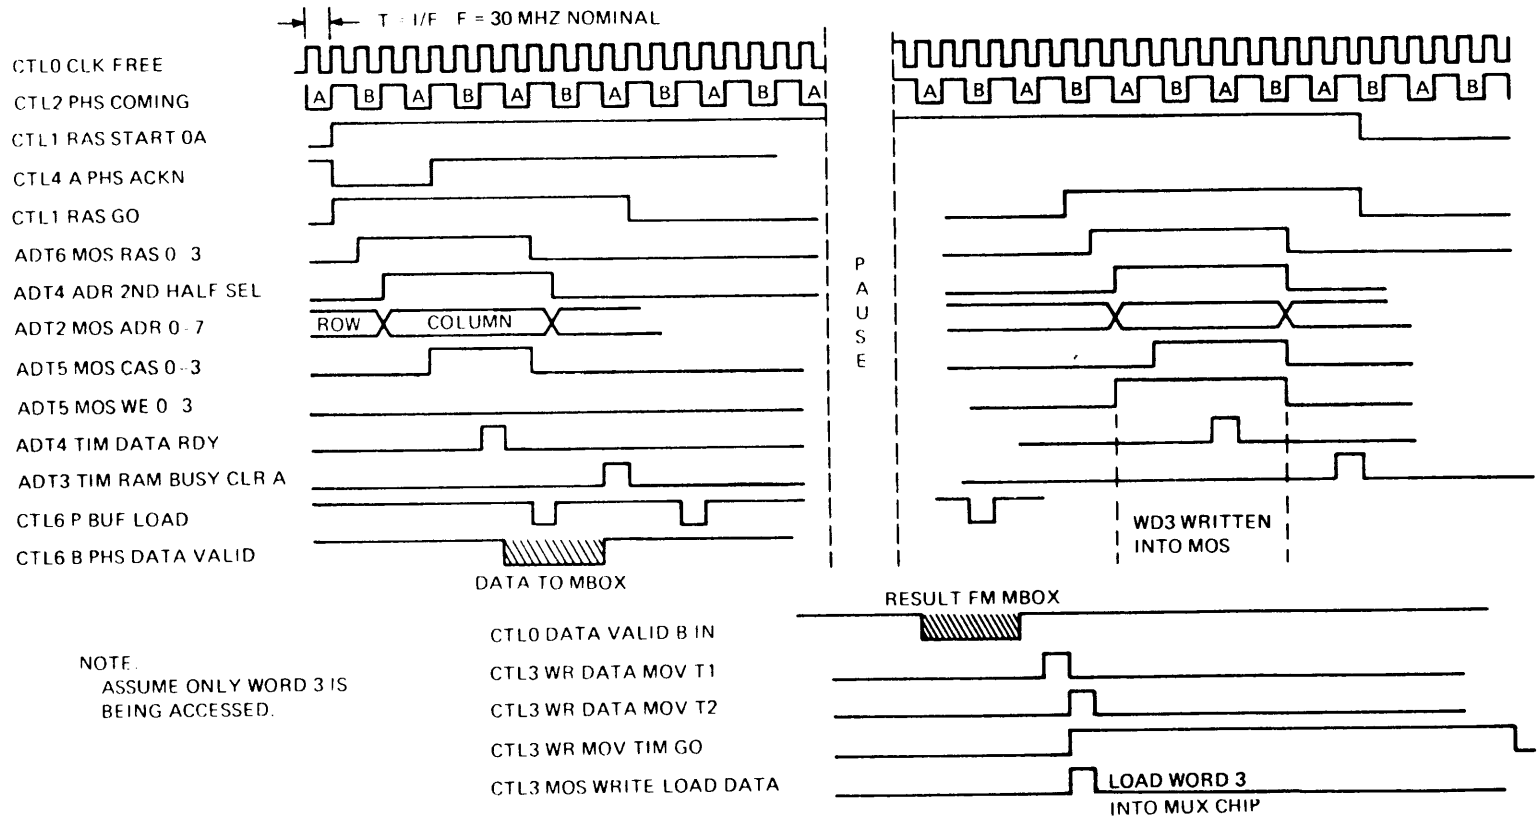 T = 1/F F = 30 MHZ NOMINAL
CTL0 CLK FREE
CTL2 PHS COMING
A B A B A B A B A B A
A B A B A B A B A B A B
CTL1 RAS START 0A
CTL4 A PHS ACKN
CTL1 RAS GO
ADT6 MOS RAS 0 3
ADT4 ADR 2ND HALF SEL
ADT2 MOS ADR 0-7
ROW COLUMN
ADT5 MOS CAS 0-3
ADT5 MOS WE 0 3
ADT4 TIM DATA RDY
ADT3 TIM RAM BUSY CLR A
CTL6 P BUF LOAD
CTL6 B PHS DATA VALID
DATA TO MBOX
P
A
U
S
E
WD3 WRITTEN
INTO MOS
RESULT FM MBOX
CTL0 DATA VALID B IN
CTL3 WR DATA MOV T1
CTL3 WR DATA MOV T2
CTL3 WR MOV TIM GO
CTL3 MOS WRITE LOAD DATA
LOAD WORD 3
INTO MUX CHIP
NOTE.
ASSUME ONLY WORD 3 IS
BEING ACCESSED.